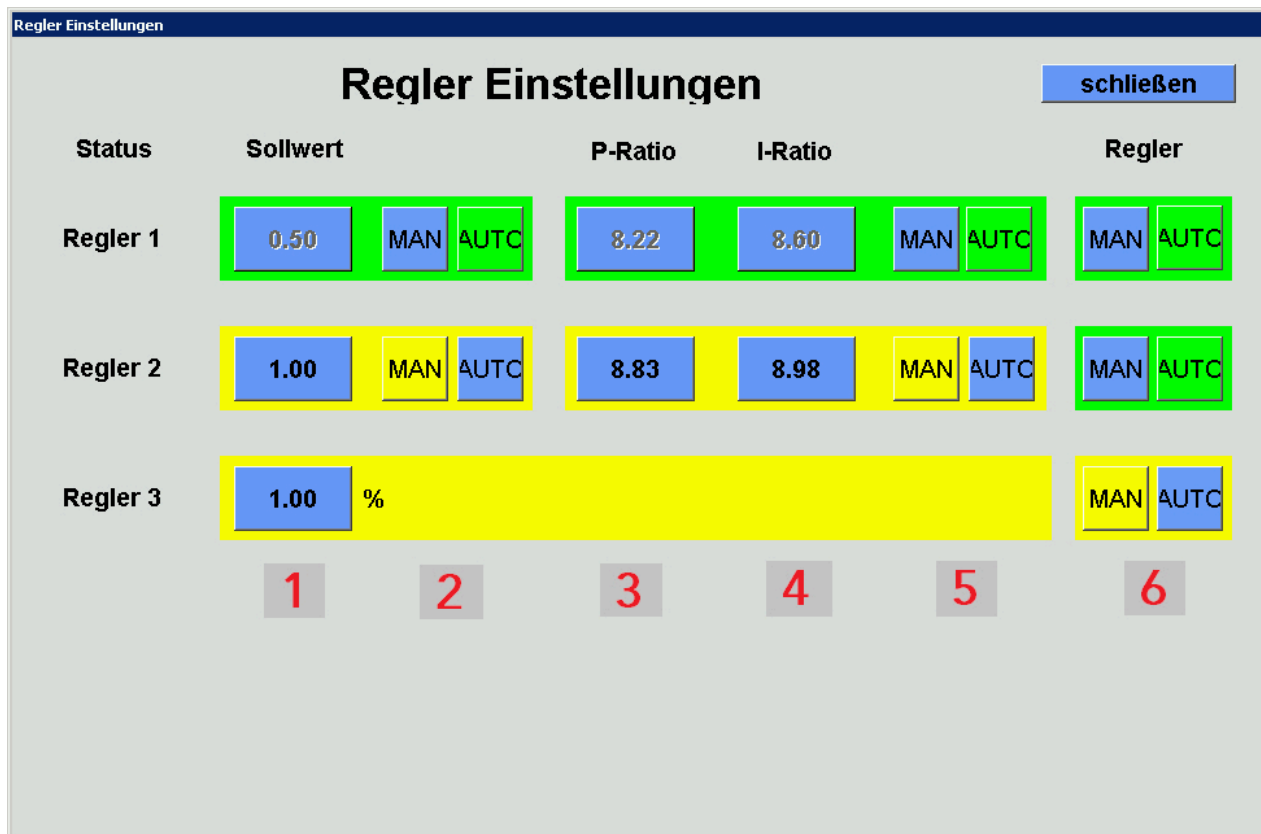 Regler Einstellungen
Regler Einstellungen
schließen
Status Sollwert P-Ratio I-Ratio Regler
Regler 1 0.50 MAN AUTO 8.22 8.60 MAN AUTO MAN AUTO
Regler 2 1.00 MAN AUTO 8.83 8.98 MAN AUTO MAN AUTO
Regler 3 1.00 % MAN AUTO
1 2 3 4 5 6